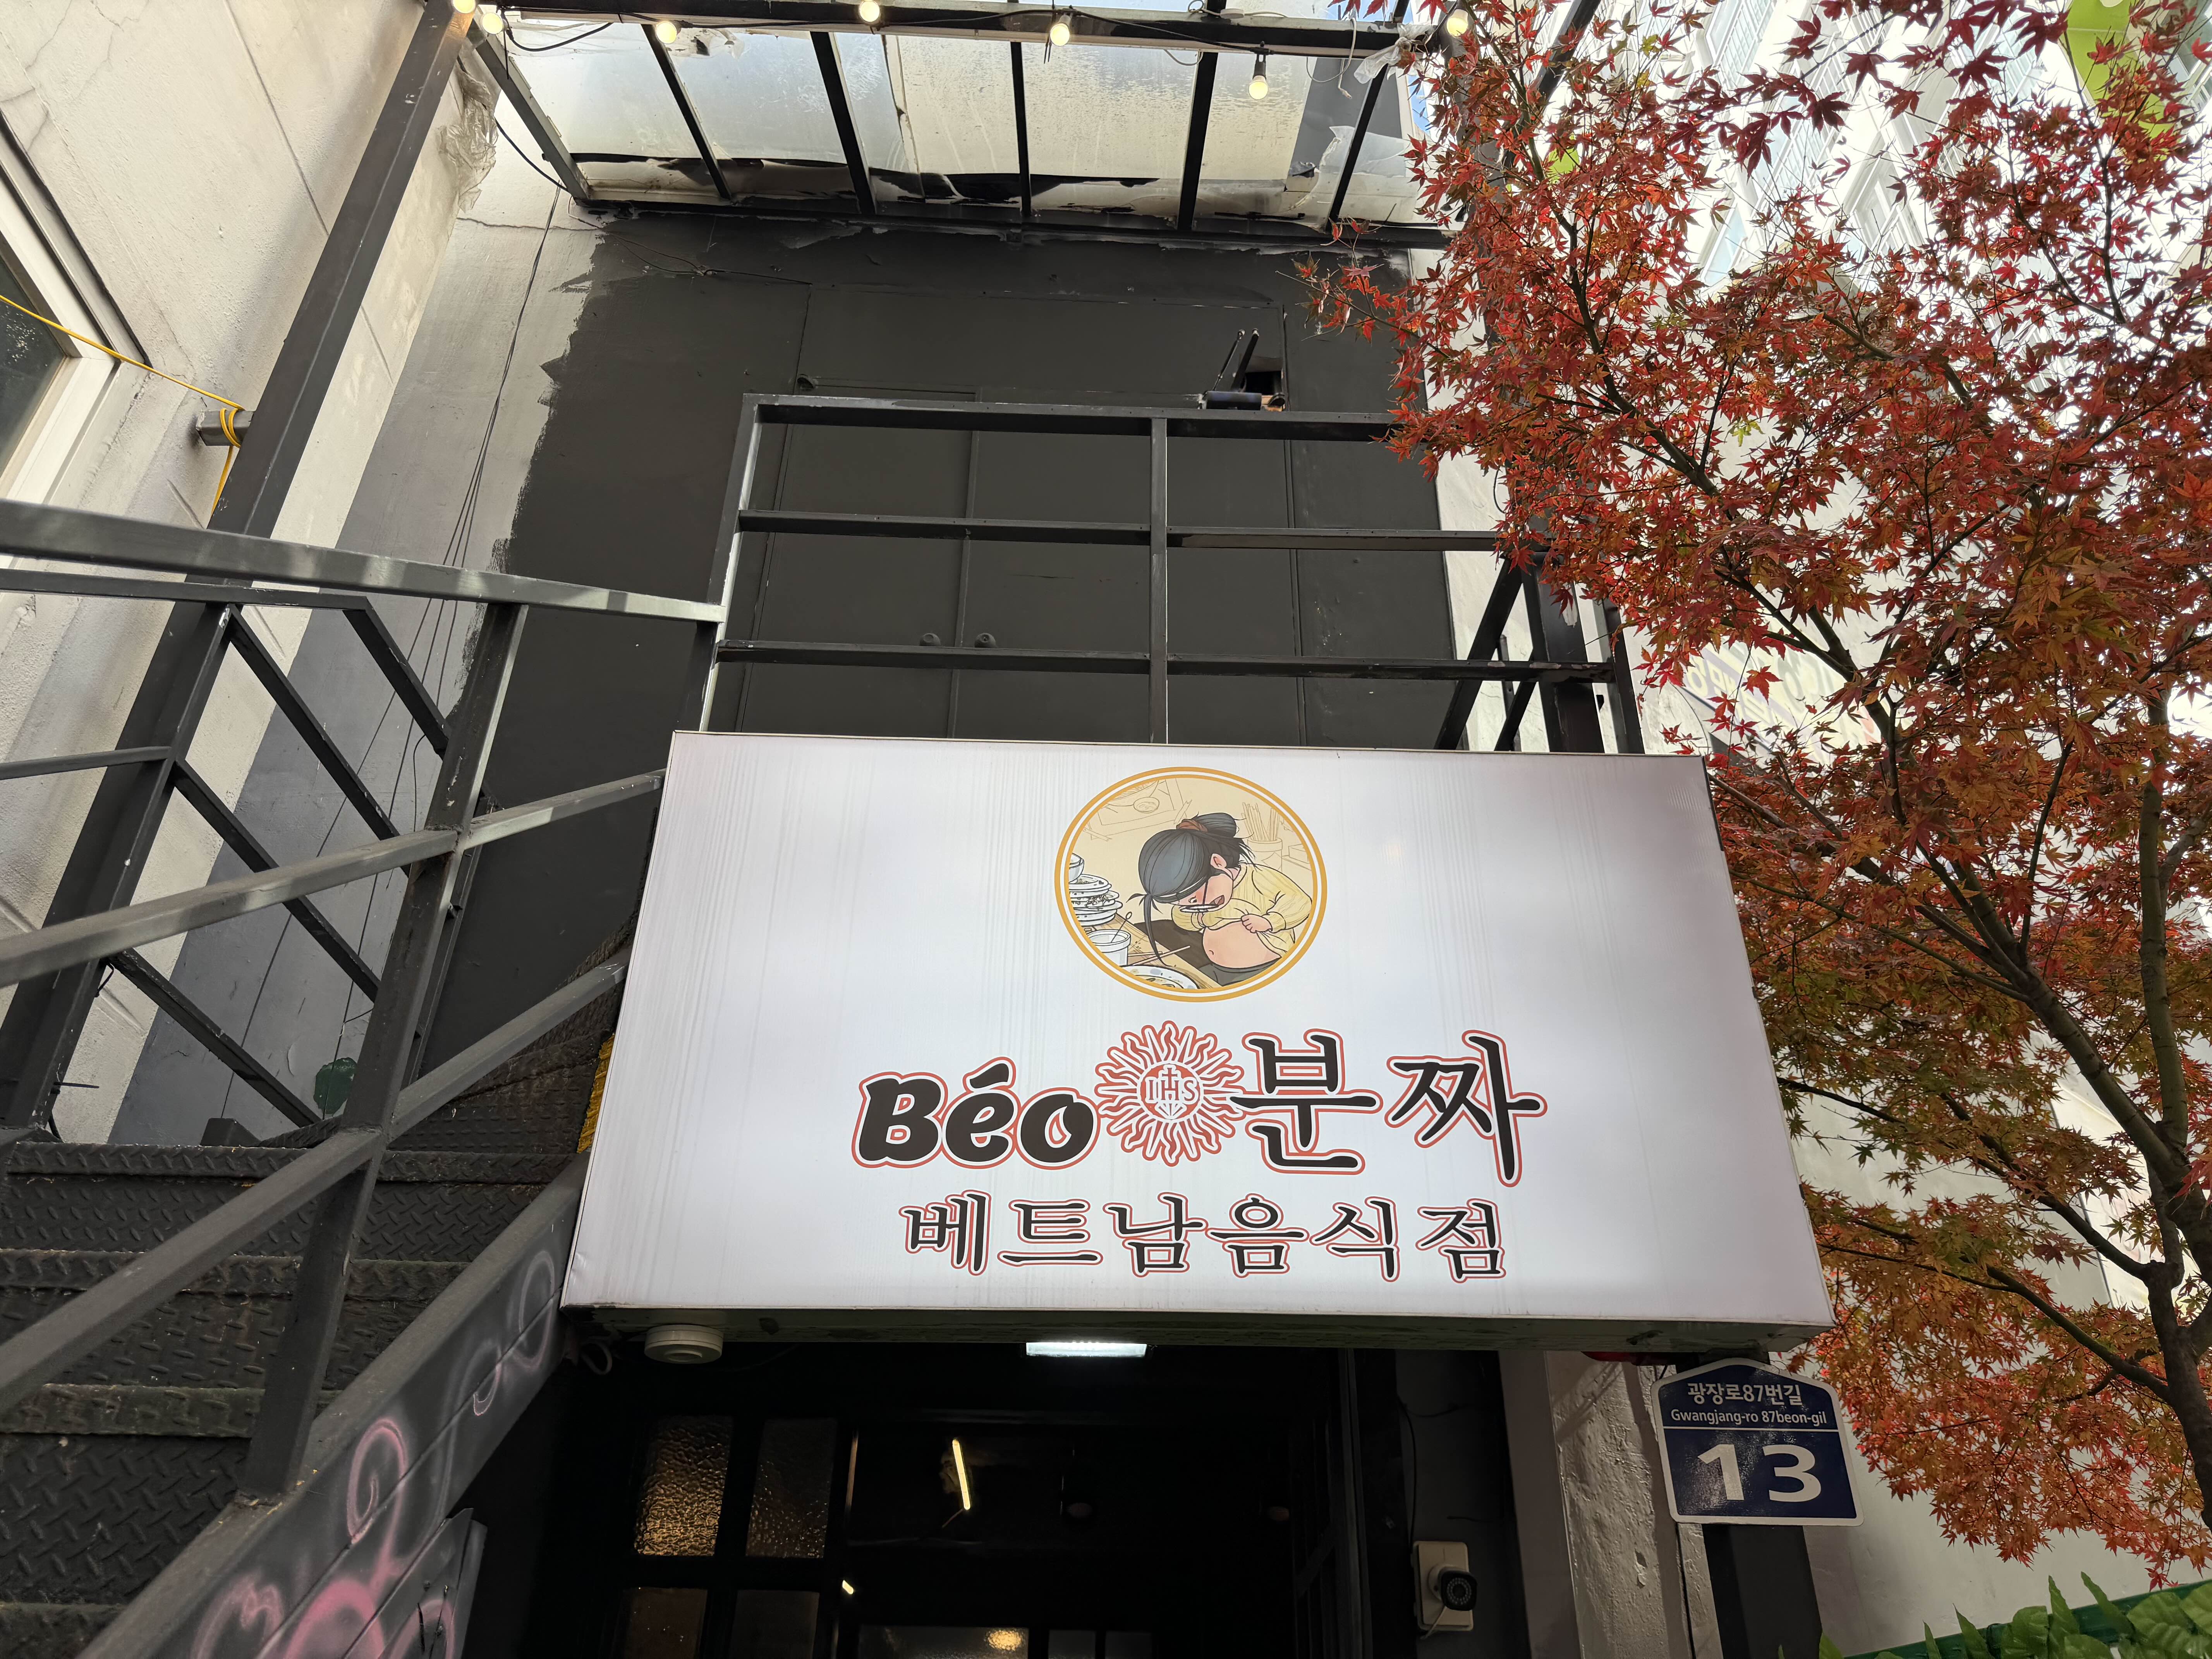 Béo IHS 분짜
베트남음식점
광장로87번길
Gwangjang-ro 87beon-gil
13